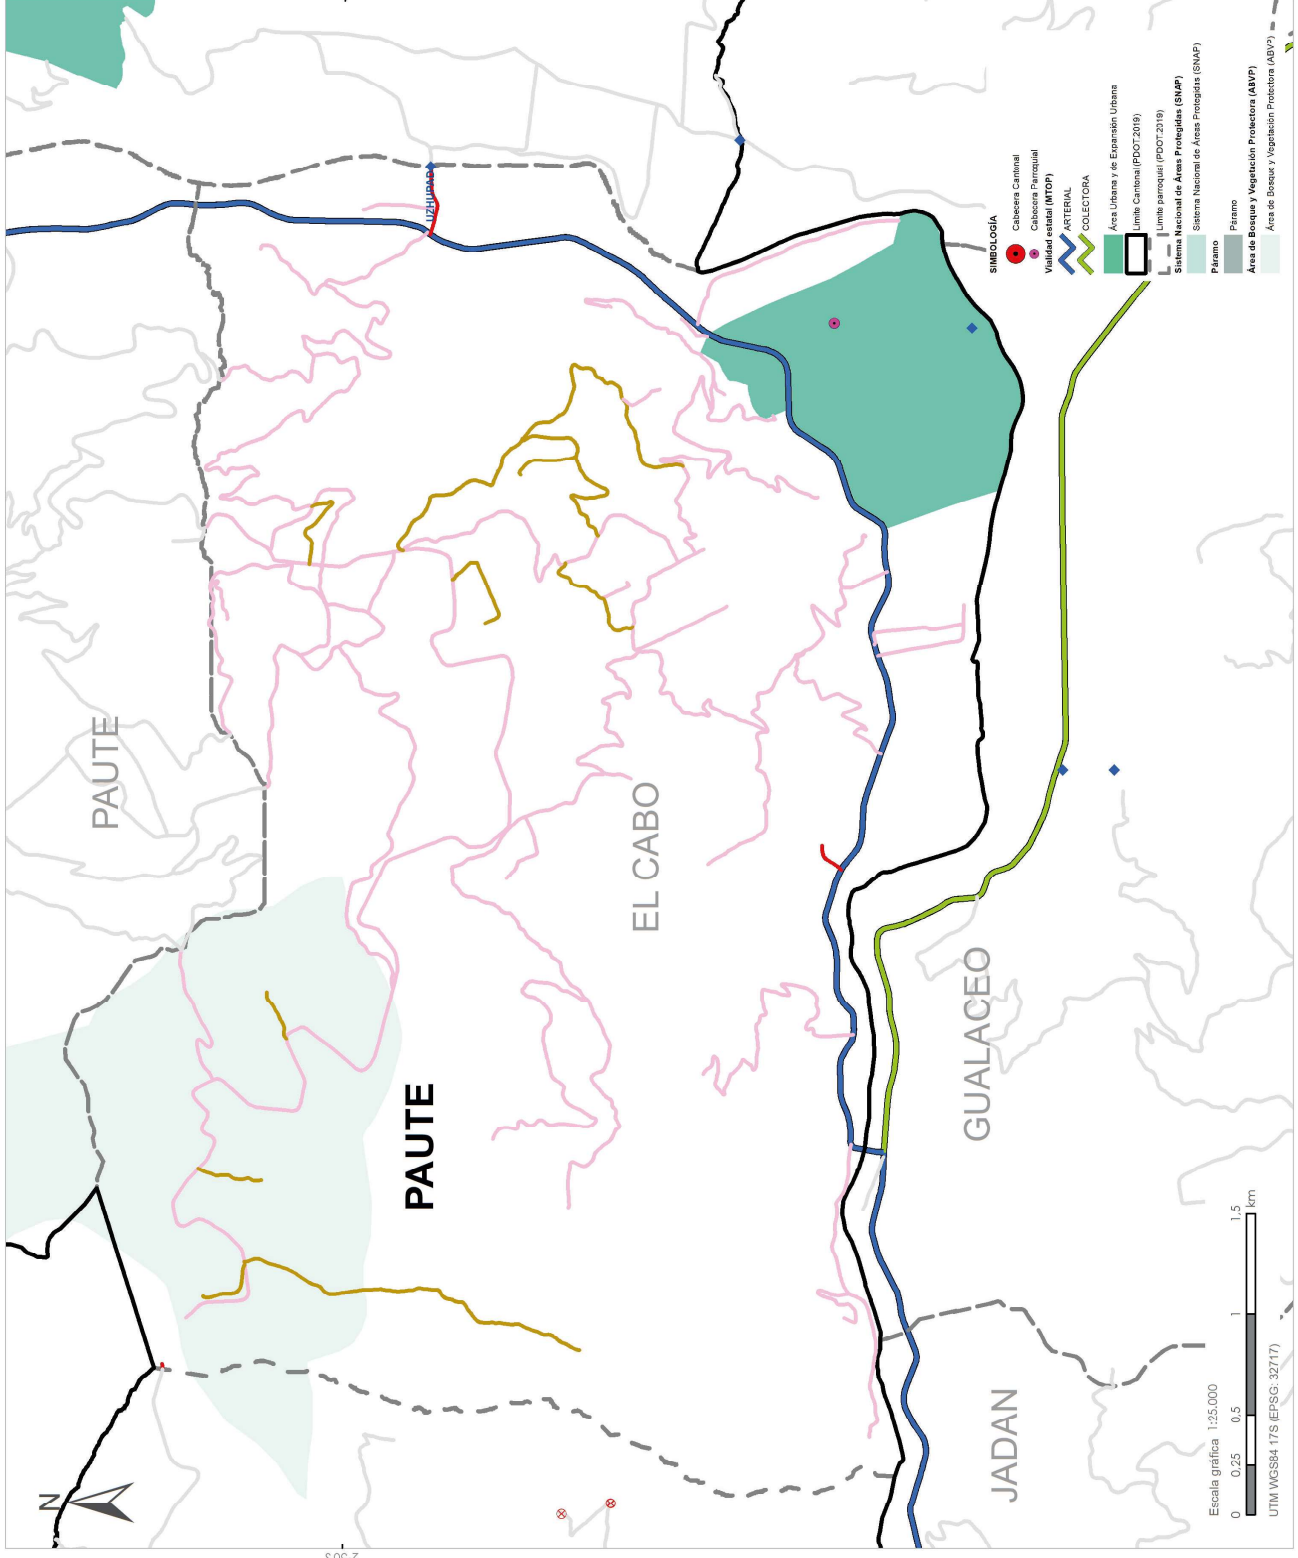 PAUTE
EL CABO
PAUTE
GUALACEO
JADAN
UZHUPAD
N
SIMBOLOGÍA
Cabecera Cantonal
Cabecera Parroquial
Vialidad estatal (MTOP)
ARTERIAL
COLECTORA
Área Urbana y de Expansión Urbana
Límite Cantonal (PDOT.2019)
Límite parroquial (PDOT.2019)
Sistema Nacional de Áreas Protegidas (SNAP)
Sistema Nacional de Áreas Protegidas (SNAP)
Páramo
Páramo
Área de Bosque y Vegetación Protectora (ABVP)
Área de Bosque y Vegetación Protectora (ABVP)
Escala gráfica 1:25.000
0 0,25 0,5 1 1,5
km
UTM WGS84 17S (EPSG: 32717)